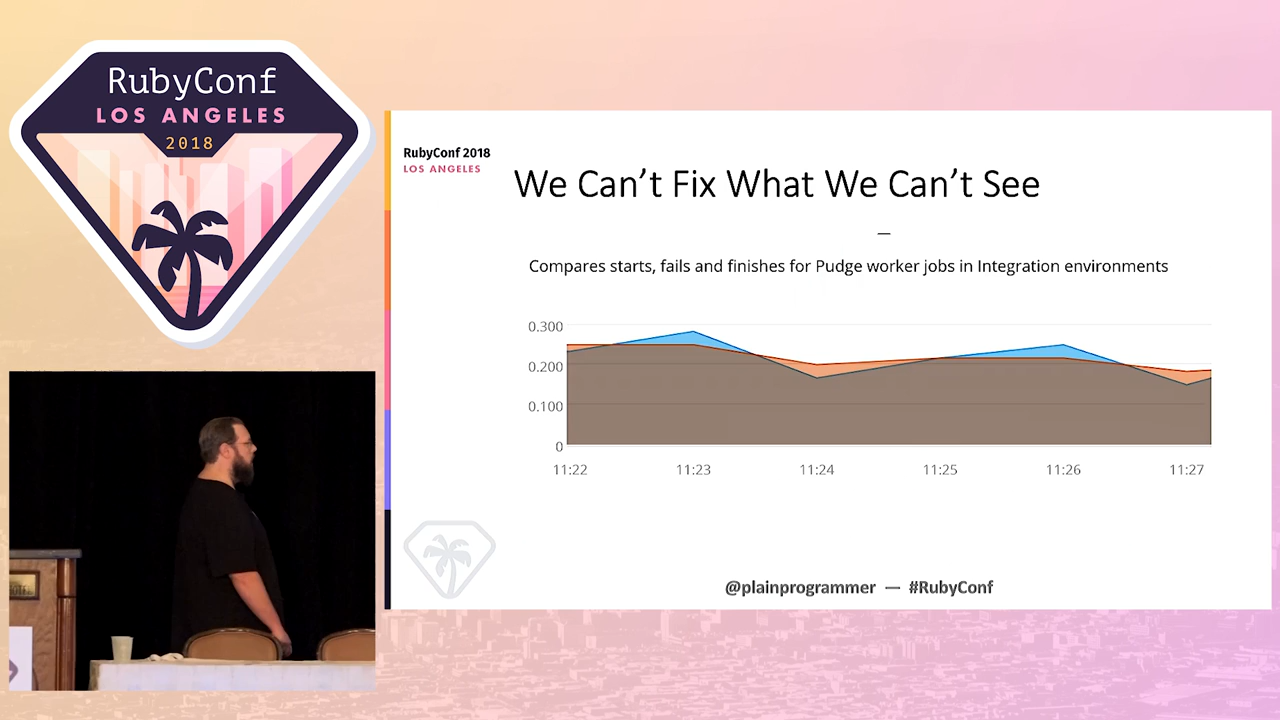 RubyConf
LOS ANGELES
2018
RubyConf 2018
LOS ANGELES
We Can’t Fix What We Can’t See
—
Compares starts, fails and finishes for Pudge worker jobs in Integration environments
0.300
0.200
0.100
0
11:22
11:23
11:24
11:25
11:26
11:27
@plainprogrammer — #RubyConf